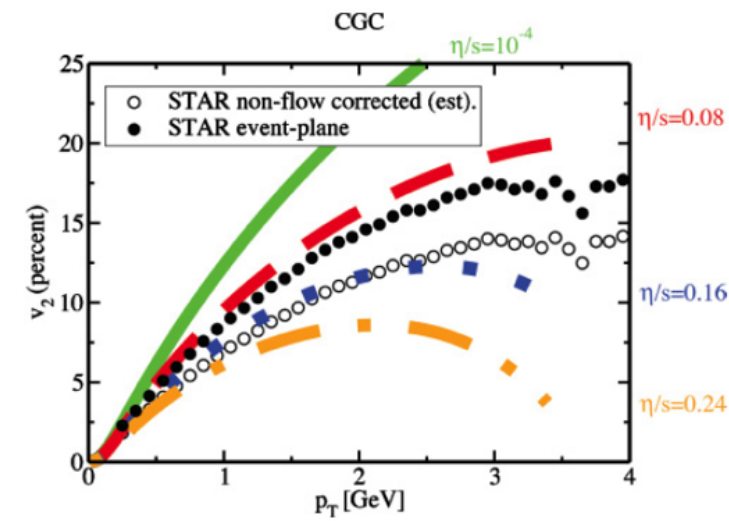 CGC
η/s=10⁻⁴
25
STAR non-flow corrected (est).
STAR event-plane
η/s=0.08
20
15
v₂ (percent)
10
η/s=0.16
5
η/s=0.24
0
0 1 2 3 4
p_T [GeV]